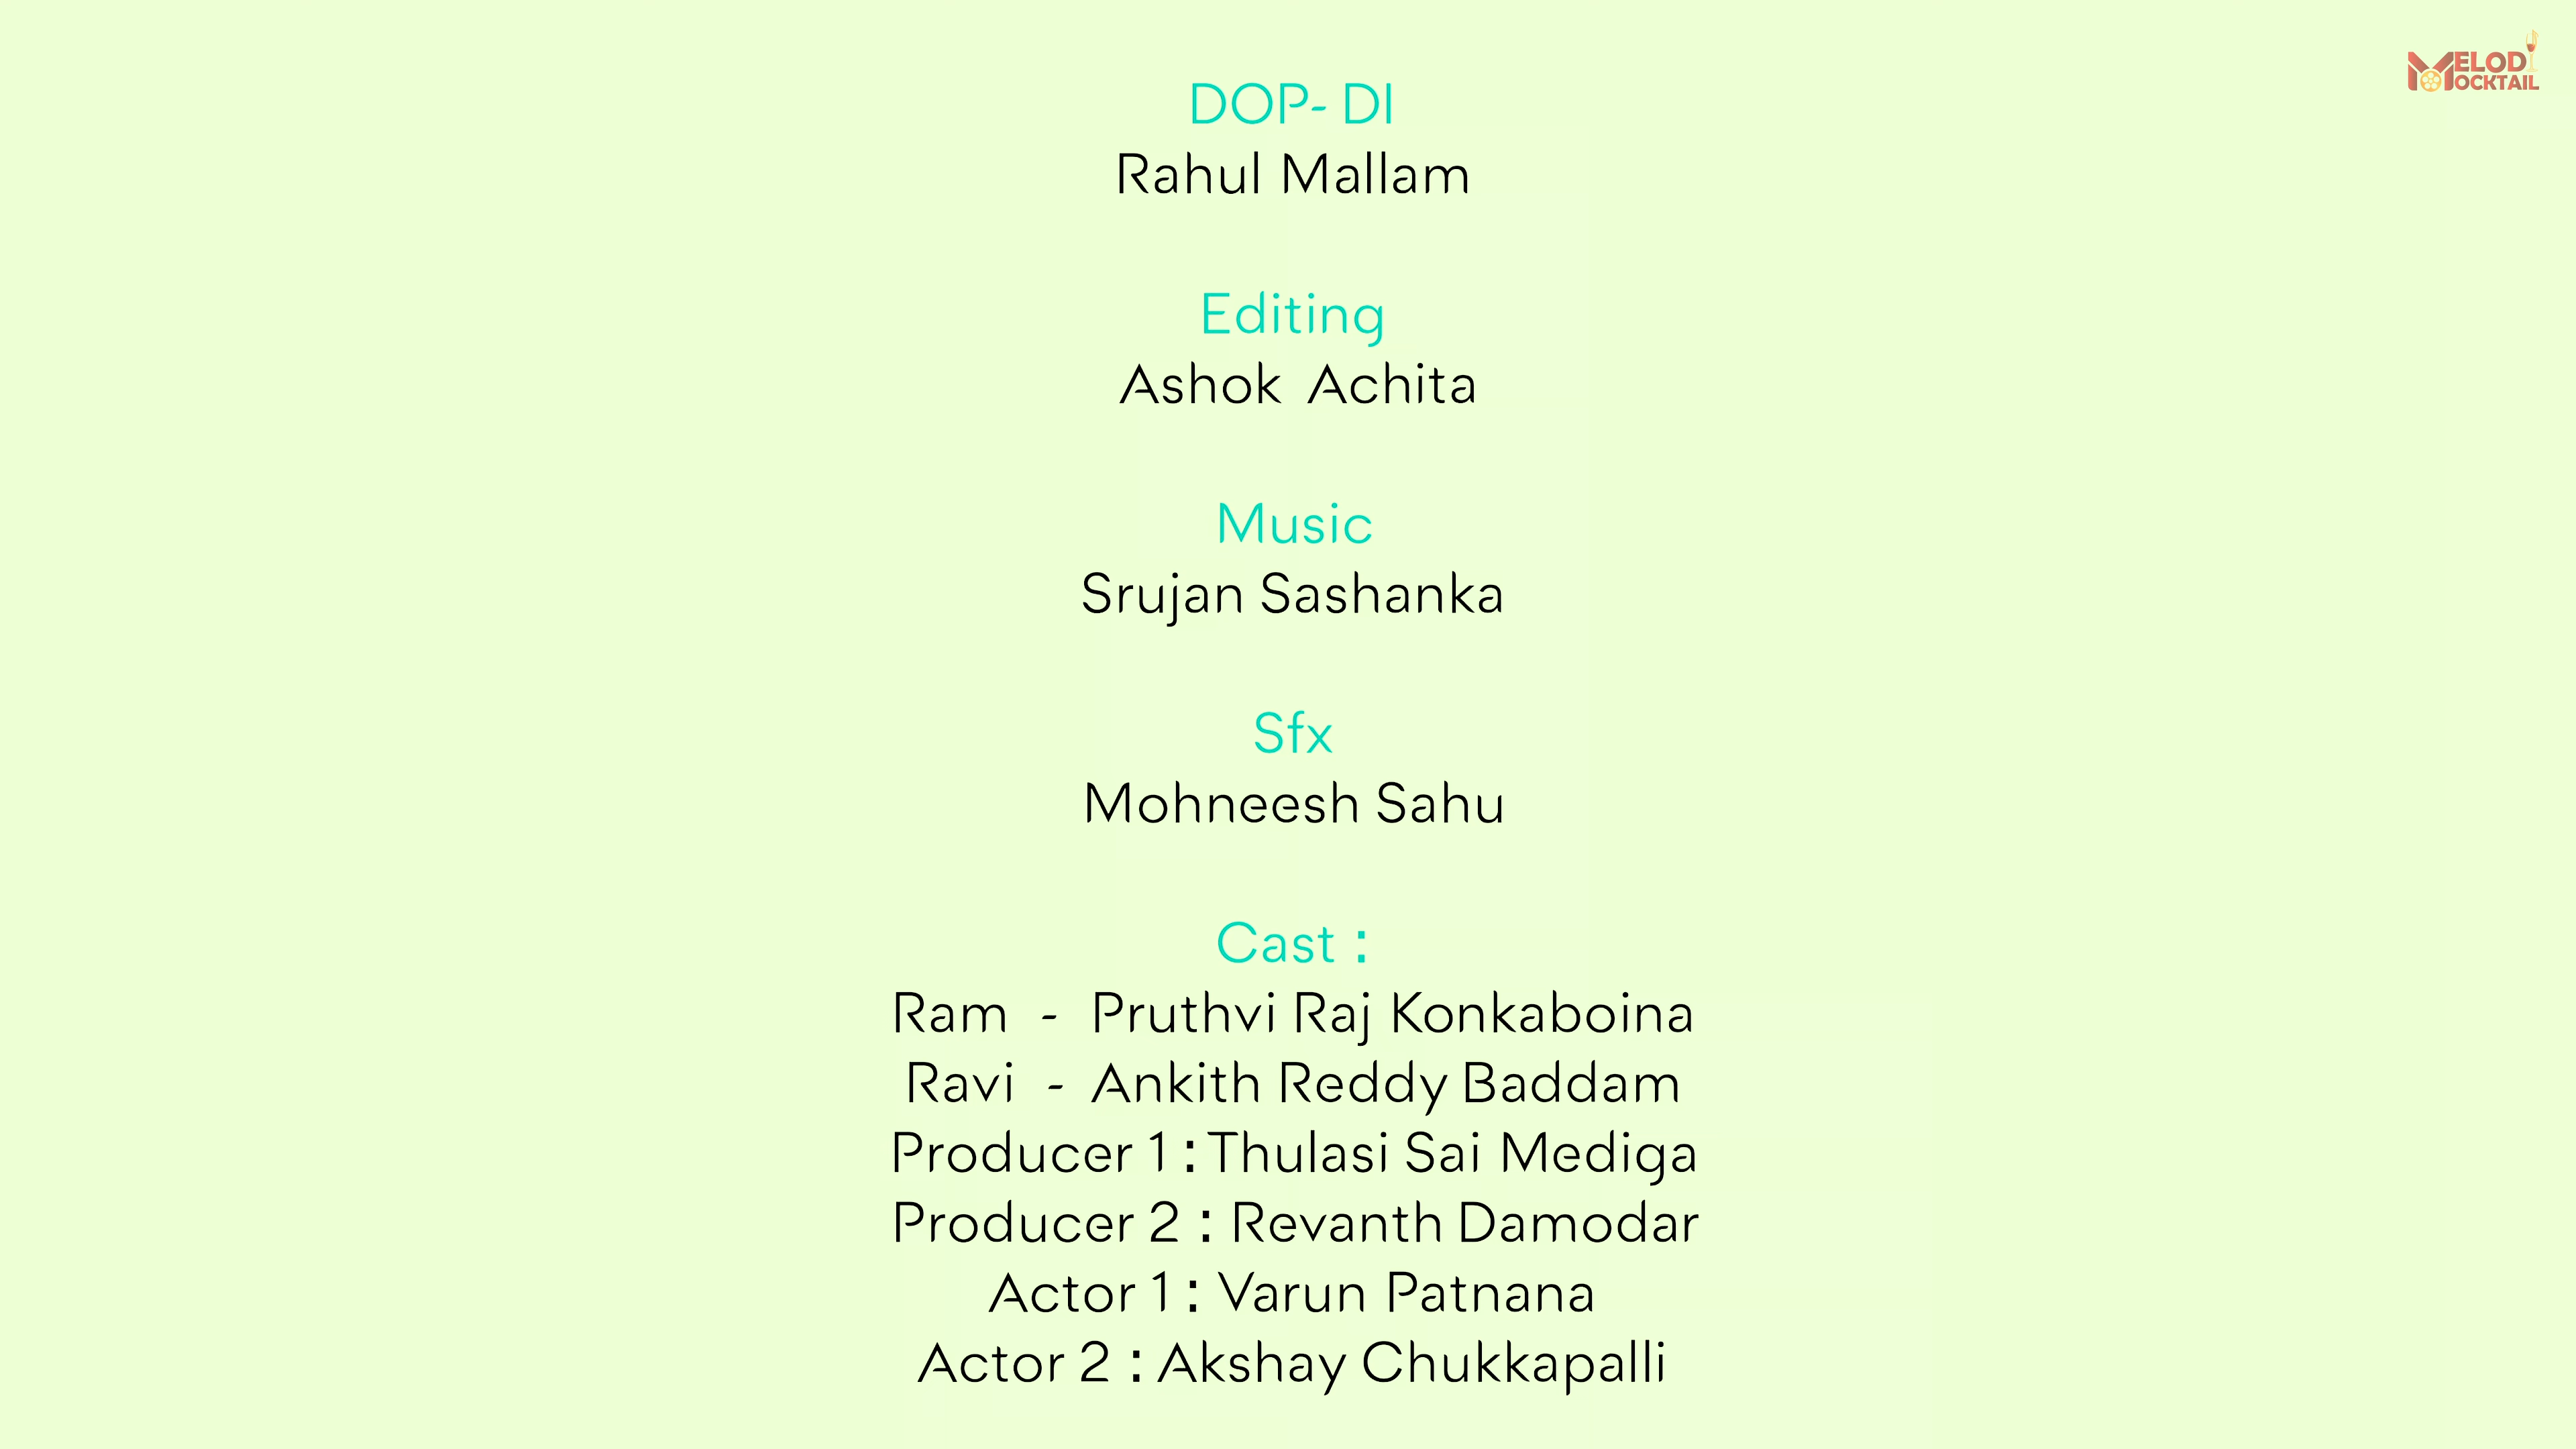 MELODI
MOCKTAIL
DOP- DI
Rahul Mallam
Editing
Ashok Achita
Music
Srujan Sashanka
Sfx
Mohneesh Sahu
Cast :
Ram - Pruthvi Raj Konkaboina
Ravi - Ankith Reddy Baddam
Producer 1 : Thulasi Sai Mediga
Producer 2 : Revanth Damodar
Actor 1 : Varun Patnana
Actor 2 : Akshay Chukkapalli